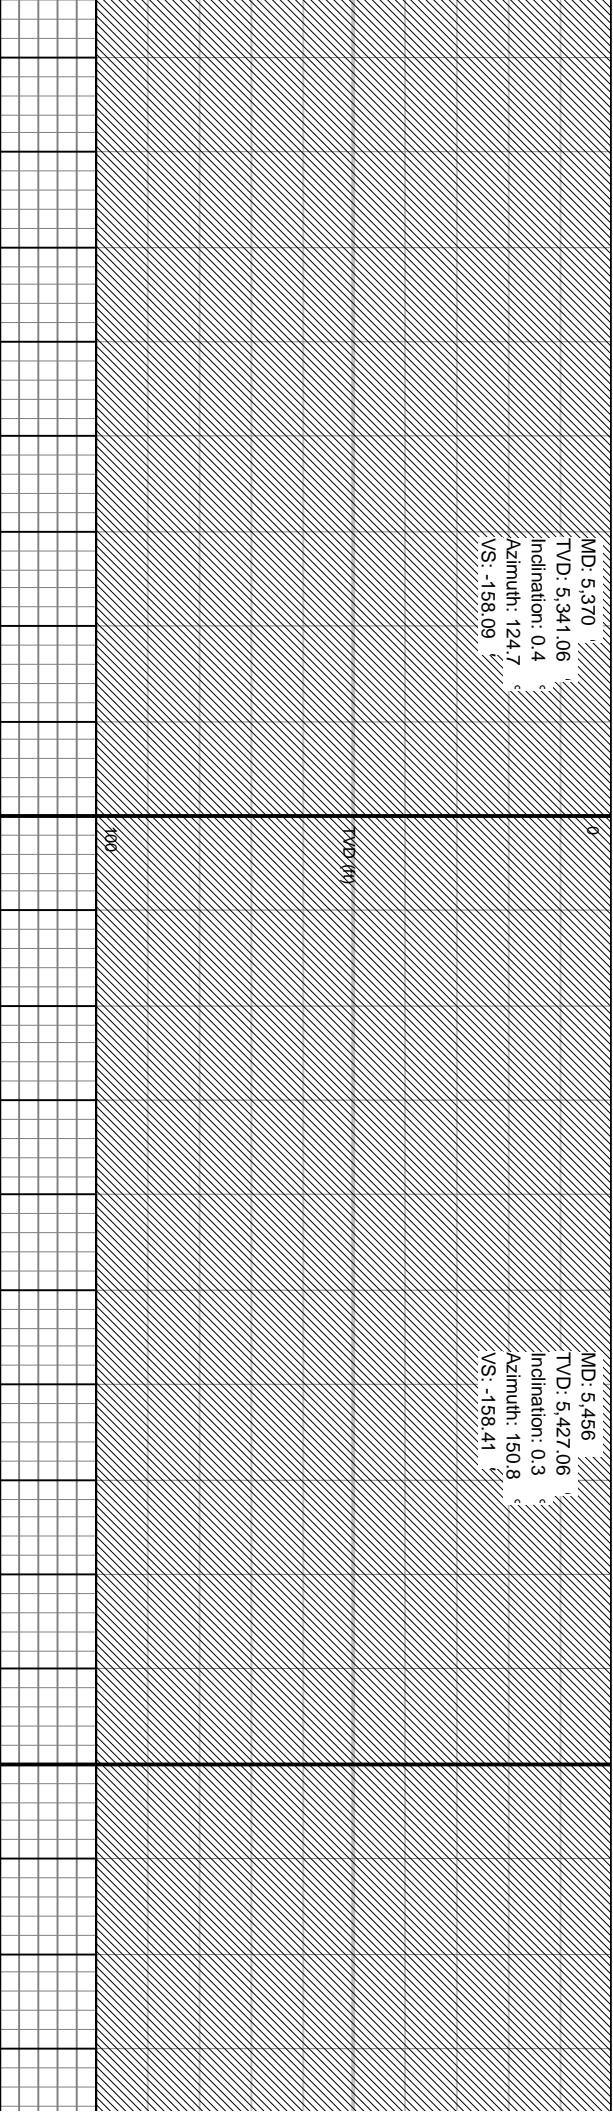 MD: 5,370
TVD: 5,341.06
Inclination: 0.4
Azimuth: 124.7
VS: -158.09
0
TVD (ft)
100
MD: 5,456
TVD: 5,427.06
Inclination: 0.3
Azimuth: 150.8
VS: -158.41